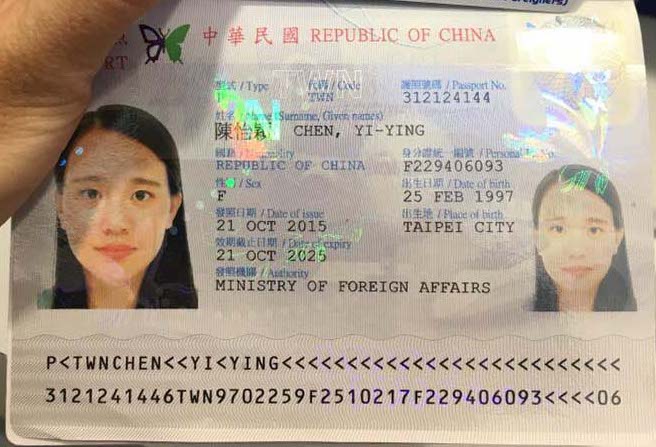 中華民國 REPUBLIC OF CHINA
RT
型式 / Type 代碼 / Code 護照號碼 / Passport No.
P TWN 312124144
姓名 / Name (Surname, Given names)
陳怡穎 CHEN, YI-YING
國籍 / Nationality 身分證統一編號 / Personal No.
REPUBLIC OF CHINA F229406093
性別 / Sex 出生日期 / Date of birth
F 25 FEB 1997
發照日期 / Date of issue 出生地 / Place of birth
21 OCT 2015 TAIPEI CITY
效期截止日期 / Date of expiry
21 OCT 2025
發照機關 / Authority
MINISTRY OF FOREIGN AFFAIRS
P<TWNCHEN<<YI<YING<<<<<<<<<<<<<<<<<<<<<<<<<<
3121241446TWN9702259F2510217F229406093<<<<06